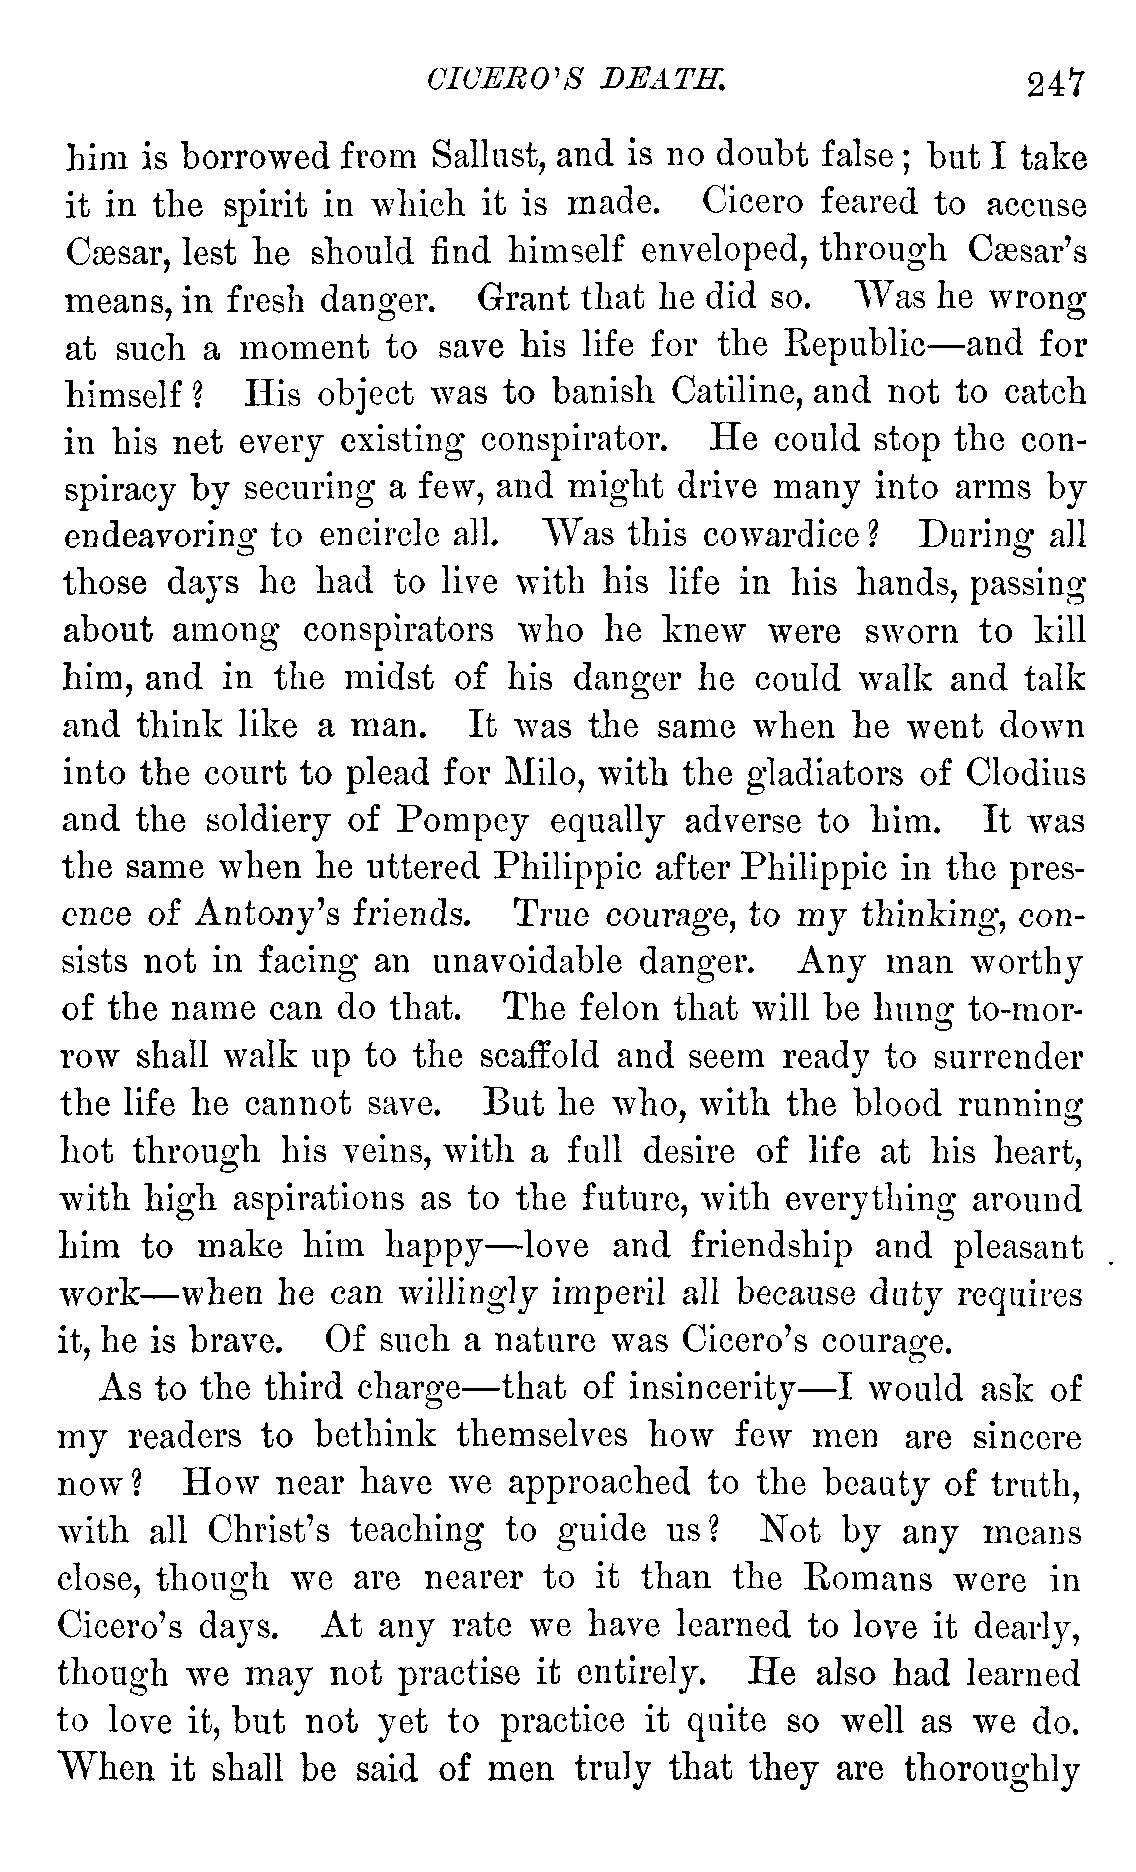 CICERO'S DEATH. 247
him is borrowed from Sallust, and is no doubt false; but I take
it in the spirit in which it is made. Cicero feared to accuse
Cæsar, lest he should find himself enveloped, through Cæsar's
means, in fresh danger. Grant that he did so. Was he wrong
at such a moment to save his life for the Republic—and for
himself? His object was to banish Catiline, and not to catch
in his net every existing conspirator. He could stop the con-
spiracy by securing a few, and might drive many into arms by
endeavoring to encircle all. Was this cowardice? During all
those days he had to live with his life in his hands, passing
about among conspirators who he knew were sworn to kill
him, and in the midst of his danger he could walk and talk
and think like a man. It was the same when he went down
into the court to plead for Milo, with the gladiators of Clodius
and the soldiery of Pompey equally adverse to him. It was
the same when he uttered Philippic after Philippic in the pres-
ence of Antony's friends. True courage, to my thinking, con-
sists not in facing an unavoidable danger. Any man worthy
of the name can do that. The felon that will be hung to-mor-
row shall walk up to the scaffold and seem ready to surrender
the life he cannot save. But he who, with the blood running
hot through his veins, with a full desire of life at his heart,
with high aspirations as to the future, with everything around
him to make him happy—love and friendship and pleasant
work—when he can willingly imperil all because duty requires
it, he is brave. Of such a nature was Cicero's courage.
As to the third charge—that of insincerity—I would ask of
my readers to bethink themselves how few men are sincere
now? How near have we approached to the beauty of truth,
with all Christ's teaching to guide us? Not by any means
close, though we are nearer to it than the Romans were in
Cicero's days. At any rate we have learned to love it dearly,
though we may not practise it entirely. He also had learned
to love it, but not yet to practice it quite so well as we do.
When it shall be said of men truly that they are thoroughly